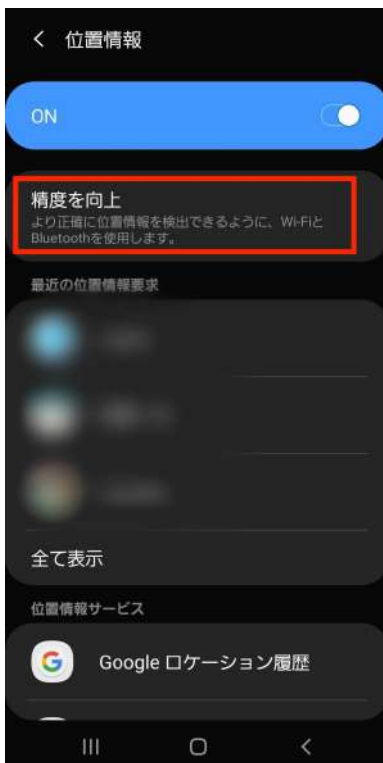 位置情報
ON
精度を向上
より正確に位置情報を検出できるように、Wi-Fiと
Bluetoothを使用します。
最近の位置情報要求
全て表示
位置情報サービス
Google ロケーション履歴